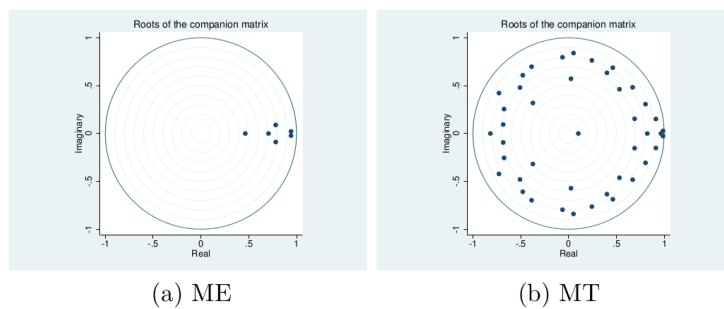 Roots of the companion matrix
Imaginary
1
.5
0
-.5
-1
-1
-.5
0
.5
1
Real
(a) ME
Roots of the companion matrix
Imaginary
1
.5
0
-.5
-1
-1
-.5
0
.5
1
Real
(b) MT